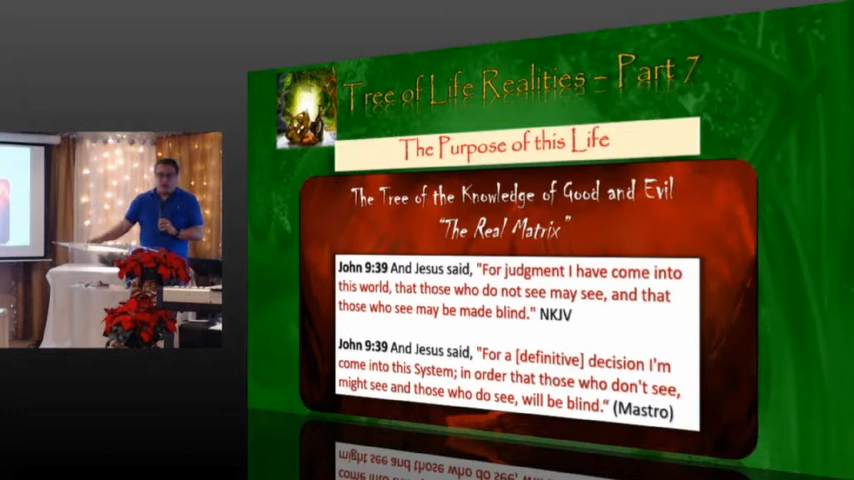 Tree of Life Realities – Part 7
The Purpose of this Life
The Tree of the Knowledge of Good and Evil
"The Real Matrix"
John 9:39 And Jesus said, "For judgment I have come into
this world, that those who do not see may see, and that
those who see may be made blind." NKJV
John 9:39 And Jesus said, "For a [definitive] decision I'm
come into this System; in order that those who don't see,
might see and those who do see, will be blind." (Mastro)